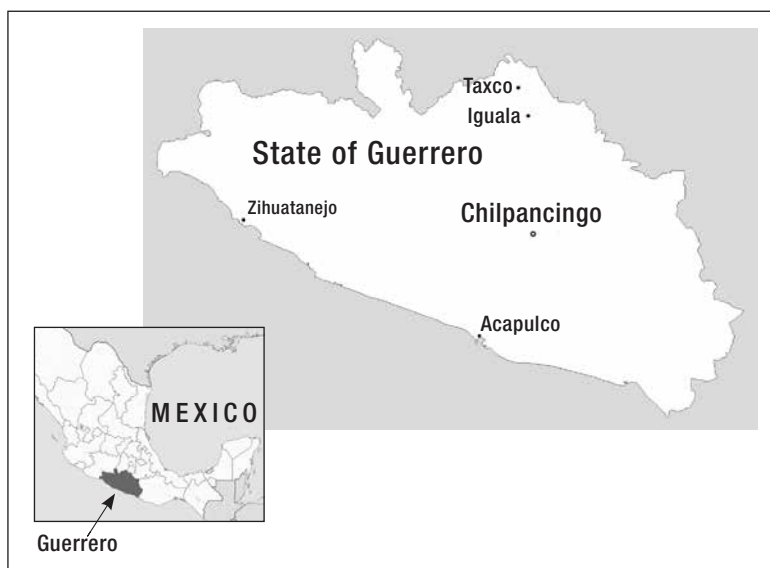 Taxco
Iguala
State of Guerrero
Zihuatanejo
Chilpancingo
Acapulco
MEXICO
Guerrero